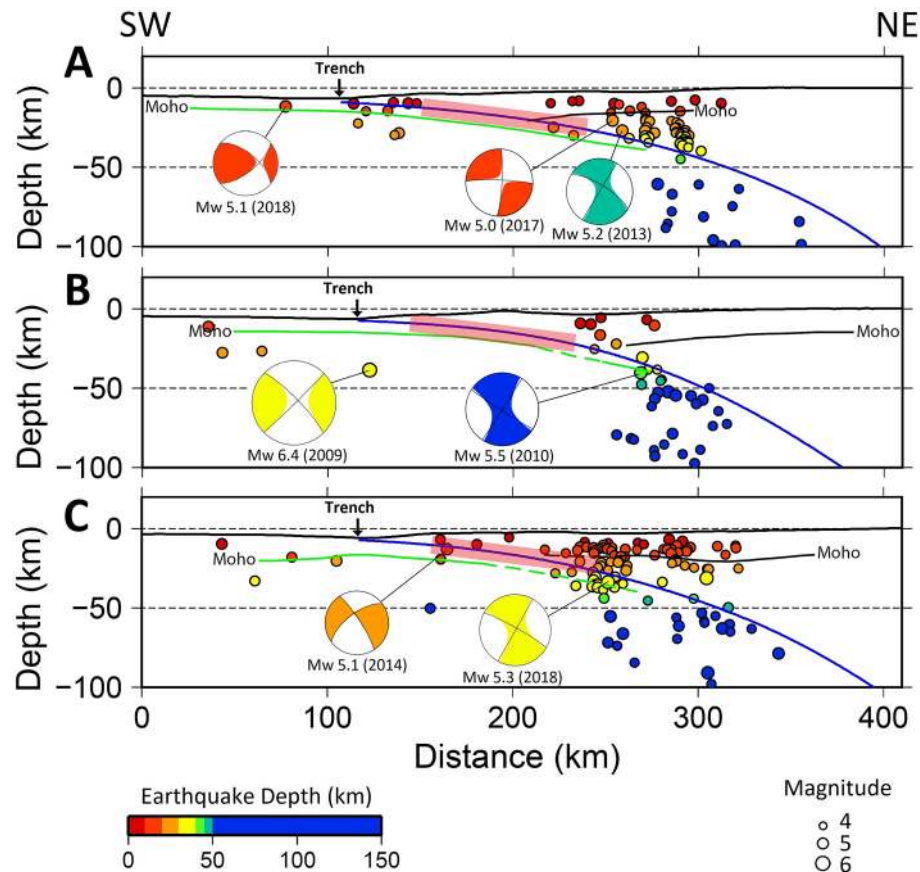 SW NE
A
Trench
0
Moho
Moho
−50
−100
Depth (km)
Mw 5.1 (2018)
Mw 5.0 (2017)
Mw 5.2 (2013)
B
Trench
0
Moho
Moho
−50
−100
Depth (km)
Mw 6.4 (2009)
Mw 5.5 (2010)
C
Trench
0
Moho
Moho
−50
−100
Depth (km)
Mw 5.1 (2014)
Mw 5.3 (2018)
0 100 200 300 400
Distance (km)
Earthquake Depth (km)
0 50 100 150
Magnitude
4
5
6